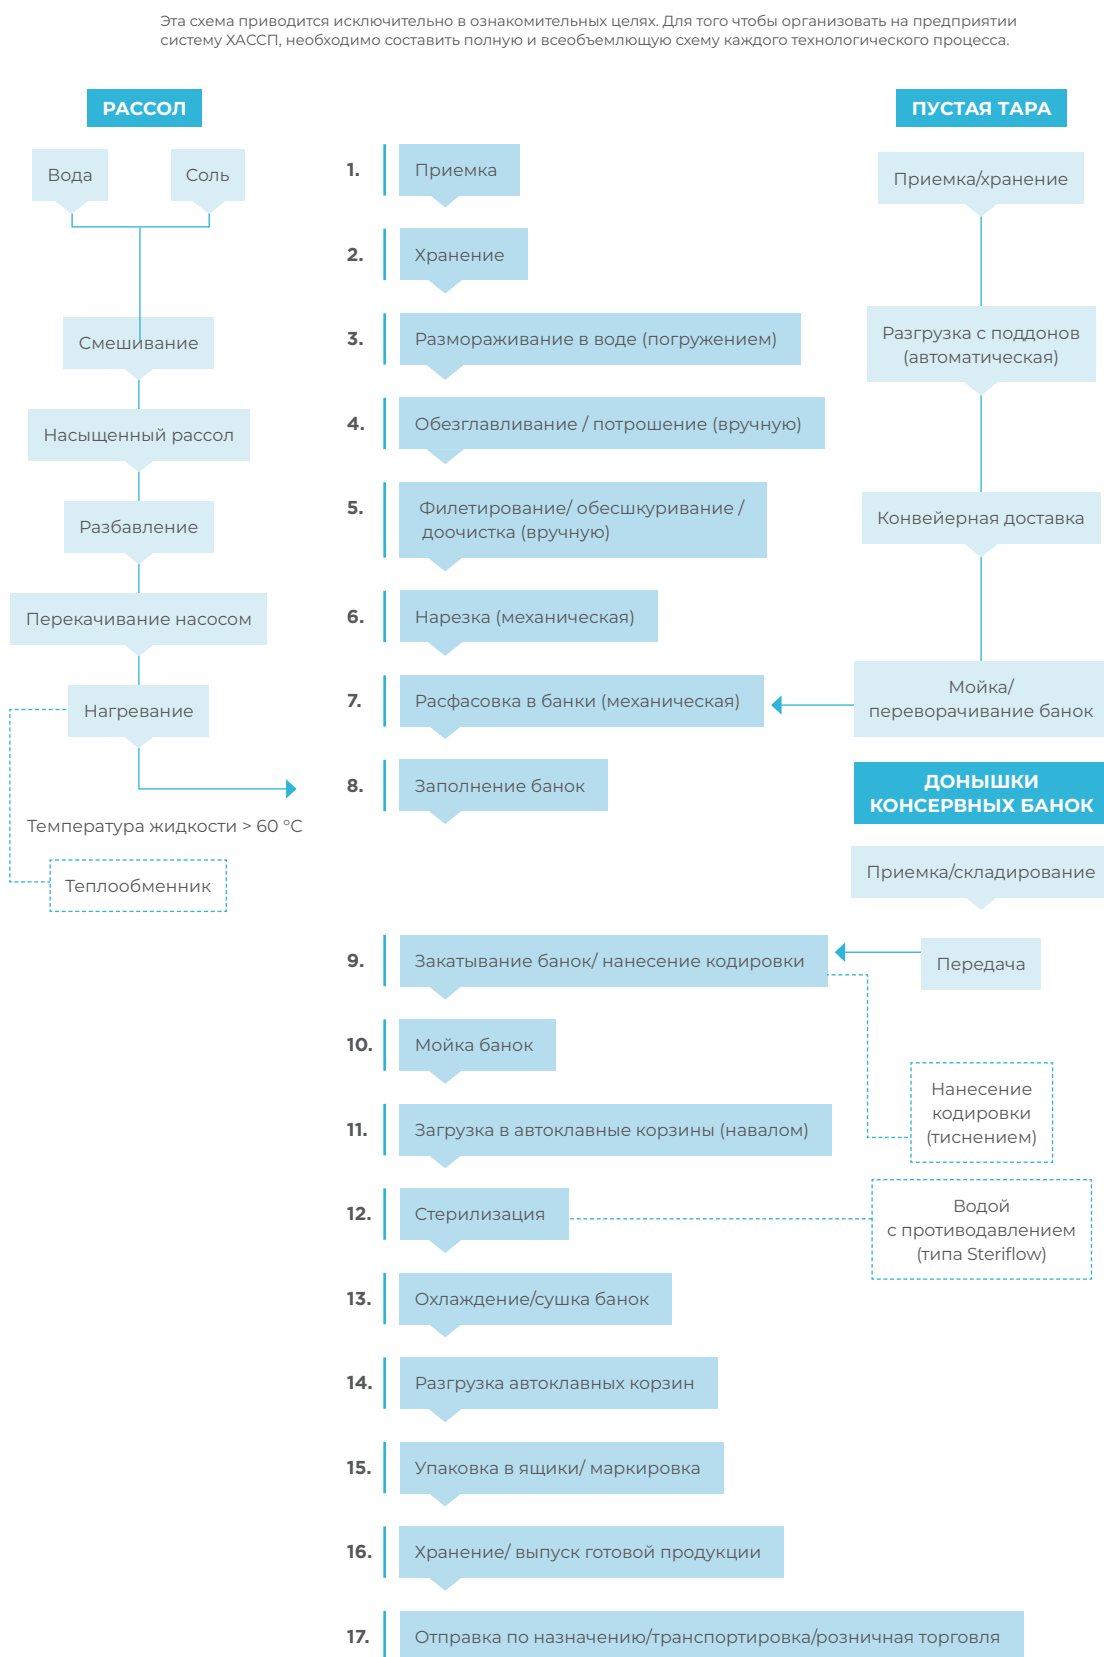 Эта схема приводится исключительно в ознакомительных целях. Для того чтобы организовать на предприятии
систему ХАССП, необходимо составить полную и всеобъемлющую схему каждого технологического процесса.
РАССОЛ
Вода
Соль
Смешивание
Насыщенный рассол
Разбавление
Перекачивание насосом
Нагревание
Температура жидкости > 60 °C
Теплообменник
1. Приемка
2. Хранение
3. Размораживание в воде (погружением)
4. Обезглавливание / потрошение (вручную)
5. Филетирование/ обесшкуривание /
доочистка (вручную)
6. Нарезка (механическая)
7. Расфасовка в банки (механическая)
8. Заполнение банок
9. Закатывание банок/ нанесение кодировки
10. Мойка банок
11. Загрузка в автоклавные корзины (навалом)
12. Стерилизация
13. Охлаждение/сушка банок
14. Разгрузка автоклавных корзин
15. Упаковка в ящики/ маркировка
16. Хранение/ выпуск готовой продукции
17. Отправка по назначению/транспортировка/розничная торговля
ПУСТАЯ ТАРА
Приемка/хранение
Разгрузка с поддонов
(автоматическая)
Конвейерная доставка
Мойка/
переворачивание банок
ДОНЫШКИ
КОНСЕРВНЫХ БАНОК
Приемка/складирование
Передача
Нанесение
кодировки
(тиснением)
Водой
с противодавлением
(типа Steriflow)